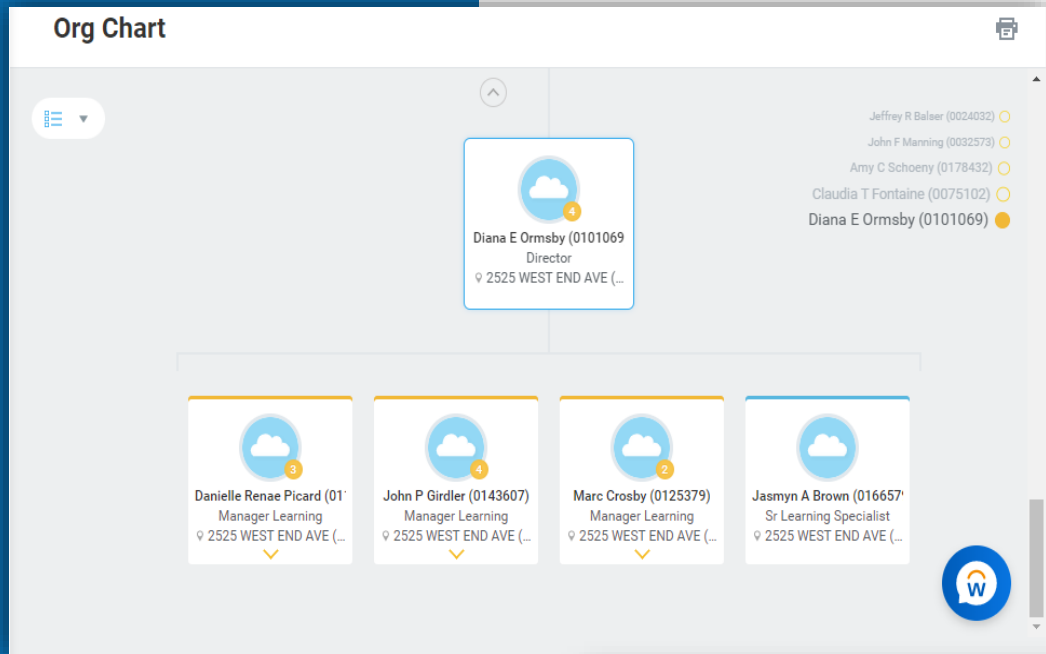 Org Chart
Jeffrey R Balser (0024032)
John F Manning (0032573)
Amy C Schoeny (0178432)
Claudia T Fontaine (0075102)
Diana E Ormsby (0101069)
4
Diana E Ormsby (0101069
Director
2525 WEST END AVE (...
3
Danielle Renae Picard (01
Manager Learning
2525 WEST END AVE (...
4
John P Girdler (0143607)
Manager Learning
2525 WEST END AVE (...
2
Marc Crosby (0125379)
Manager Learning
2525 WEST END AVE (...
Jasmyn A Brown (016657
Sr Learning Specialist
2525 WEST END AVE (...
W